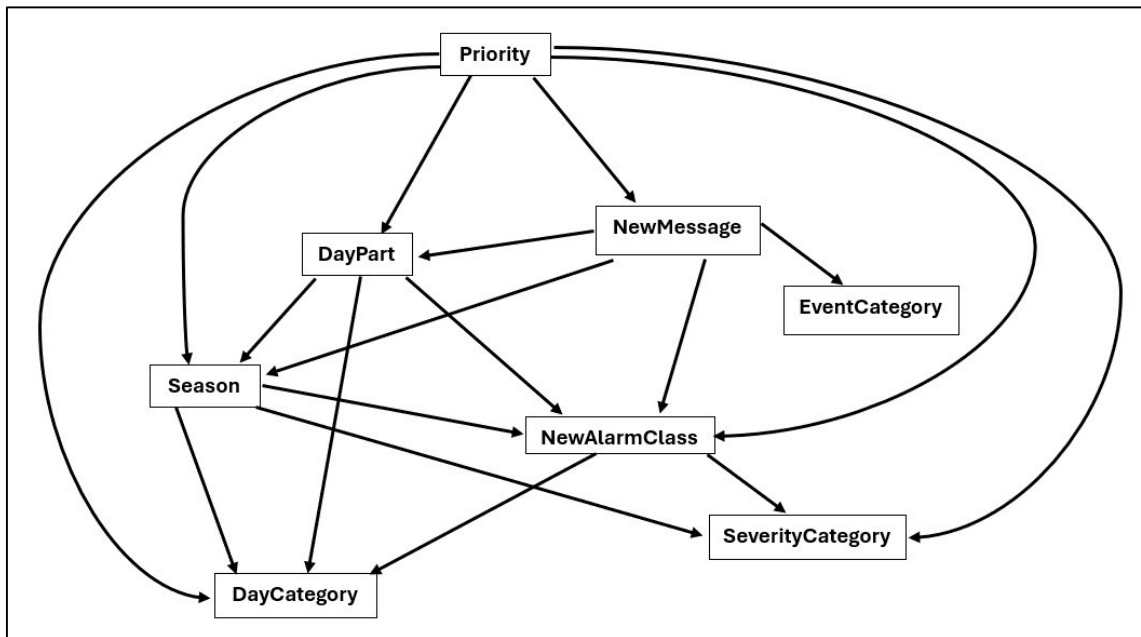 Priority
NewMessage
DayPart
EventCategory
Season
NewAlarmClass
SeverityCategory
DayCategory